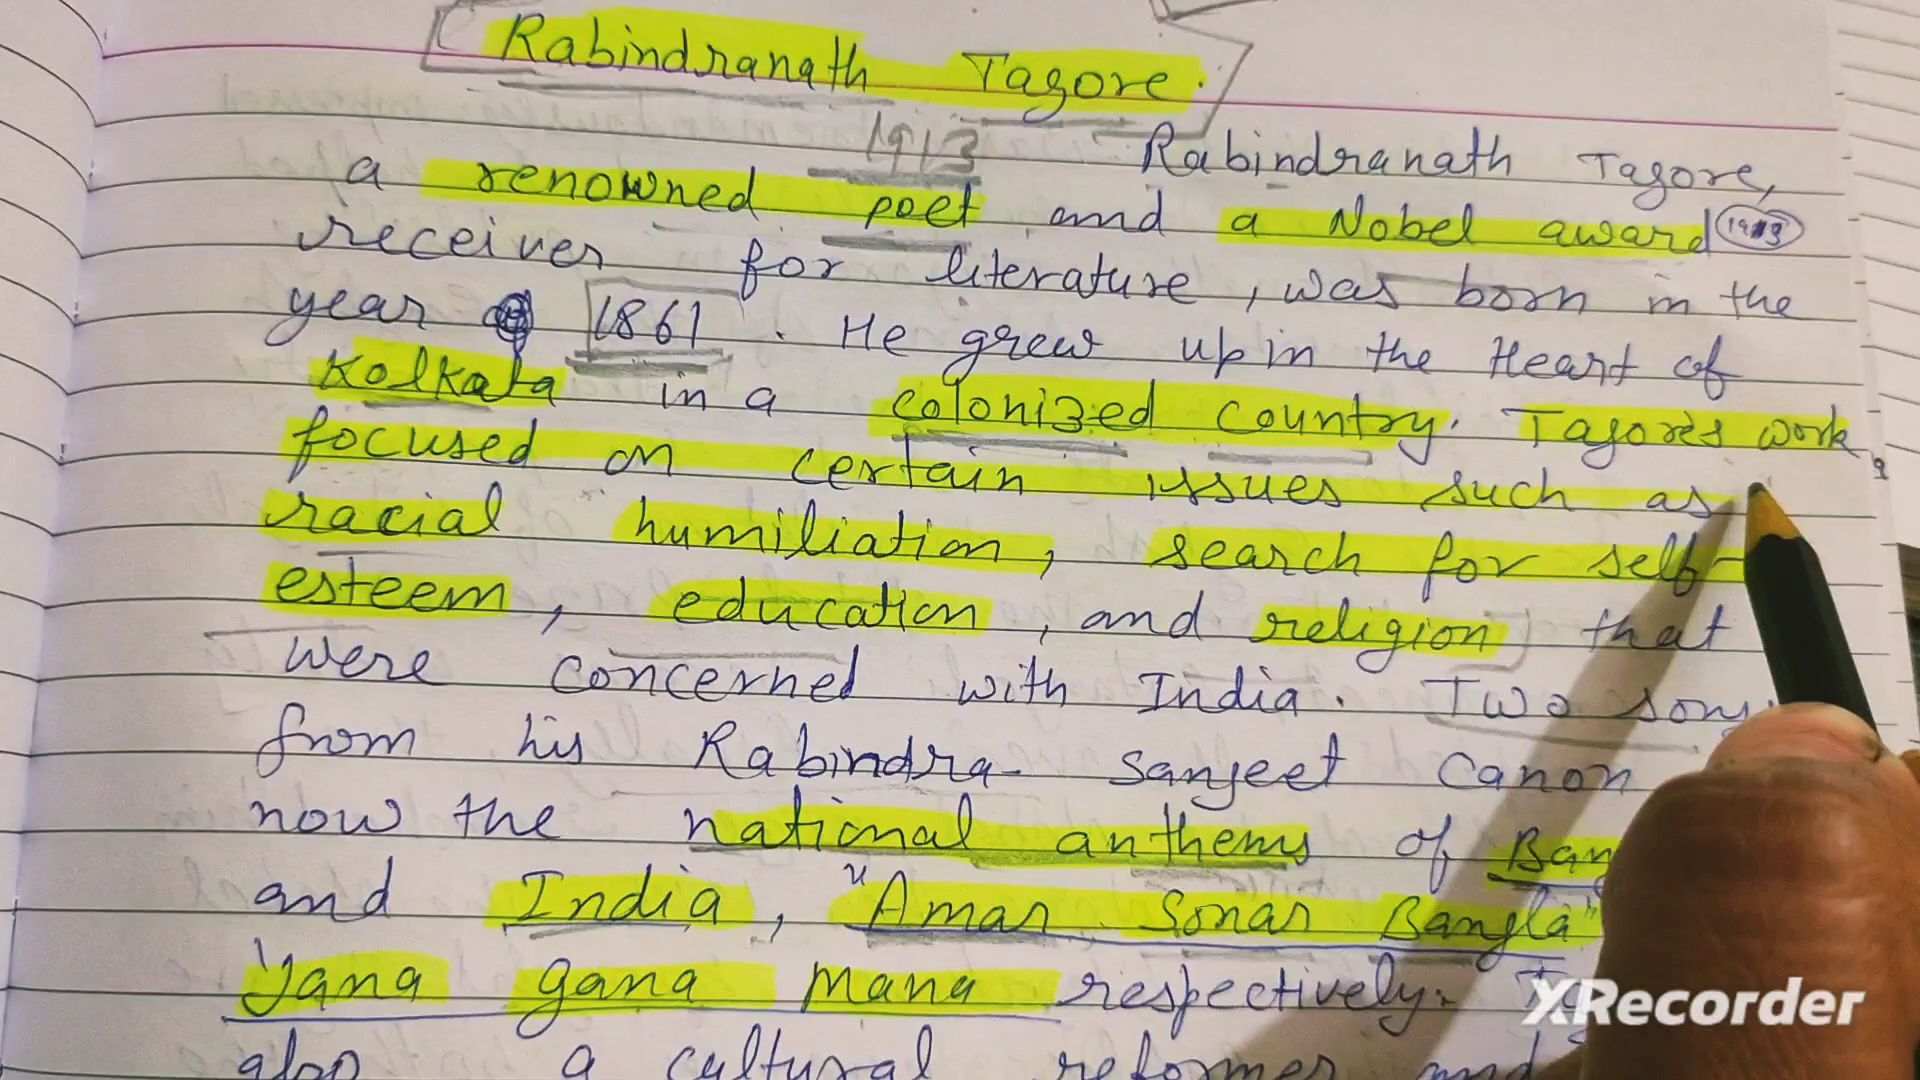 Rabindranath Tagore.
1913
Rabindranath Tagore,
a renowned poet and a Nobel award 1913
receiver for literature, was born in the
year 1861. He grew up in the Heart of
Kolkata in a colonized country. Tagore's work
focused on certain issues such as
racial humiliation, search for self-
esteem, education, and religion that
were concerned with India. Two
from his Rabindra- Sangeet Canon
now the national anthems of
and India, "Amar Sonar Bangla"
'Jana gana mana respectively.
also a cultural reformer and
XRecorder